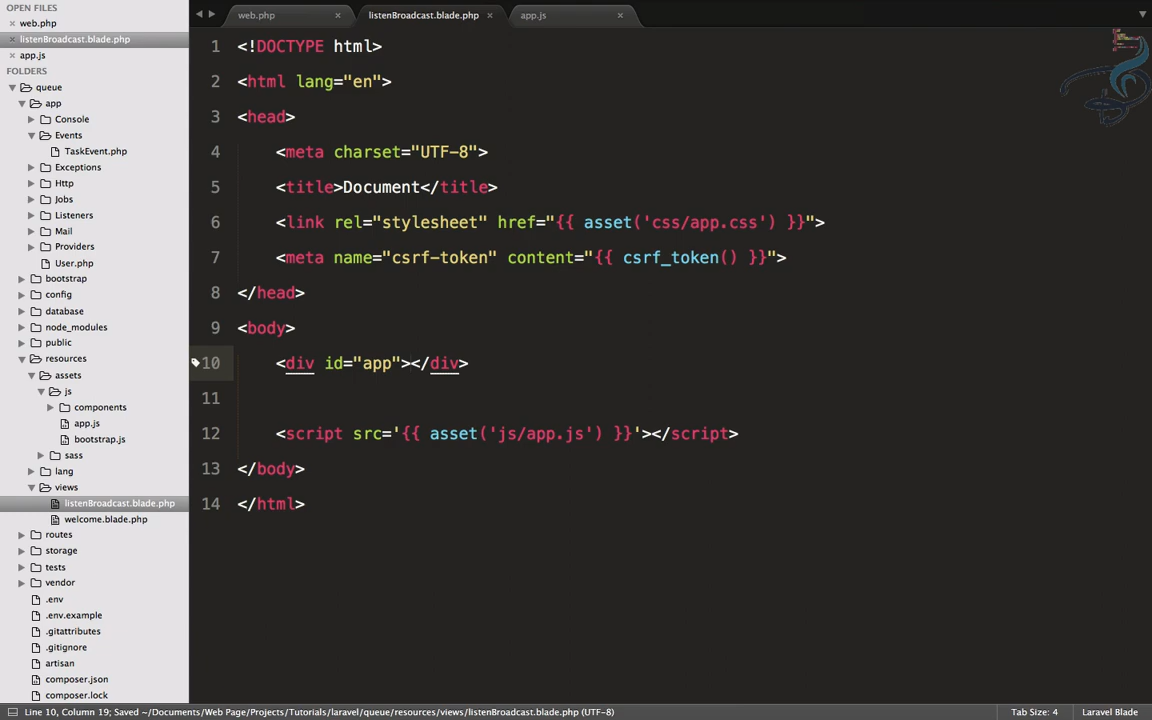 OPEN FILES
web.php
listenBroadcast.blade.php
app.js
FOLDERS
queue
app
Console
Events
TaskEvent.php
Exceptions
Http
Jobs
Listeners
Mail
Providers
User.php
bootstrap
config
database
node_modules
public
resources
assets
js
components
app.js
bootstrap.js
sass
lang
views
listenBroadcast.blade.php
welcome.blade.php
routes
storage
tests
vendor
.env
.env.example
.gitattributes
.gitignore
artisan
composer.json
composer.lock
web.php listenBroadcast.blade.php app.js
1 <!DOCTYPE html>
2 <html lang="en">
3 <head>
4 <meta charset="UTF-8">
5 <title>Document</title>
6 <link rel="stylesheet" href="{{ asset('css/app.css') }}">
7 <meta name="csrf-token" content="{{ csrf_token() }}">
8 </head>
9 <body>
10 <div id="app"></div>
11
12 <script src='{{ asset('js/app.js') }}'></script>
13 </body>
14 </html>
Line 10, Column 19; Saved ~/Documents/Web Page/Projects/Tutorials/laravel/queue/resources/views/listenBroadcast.blade.php (UTF-8) Tab Size: 4 Laravel Blade